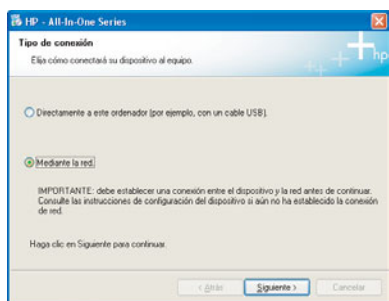 HP - All-In-One Series
Tipo de conexión
Elija cómo conectará su dispositivo al equipo.
hp
Directamente a este ordenador (por ejemplo, con un cable USB).
Mediante la red.
IMPORTANTE: debe establecer una conexión entre el dispositivo y la red antes de continuar.
Consulte las instrucciones de configuración del dispositivo si aún no ha establecido la conexión
de red.
Haga clic en Siguiente para continuar.
< Atrás
Siguiente >
Cancelar